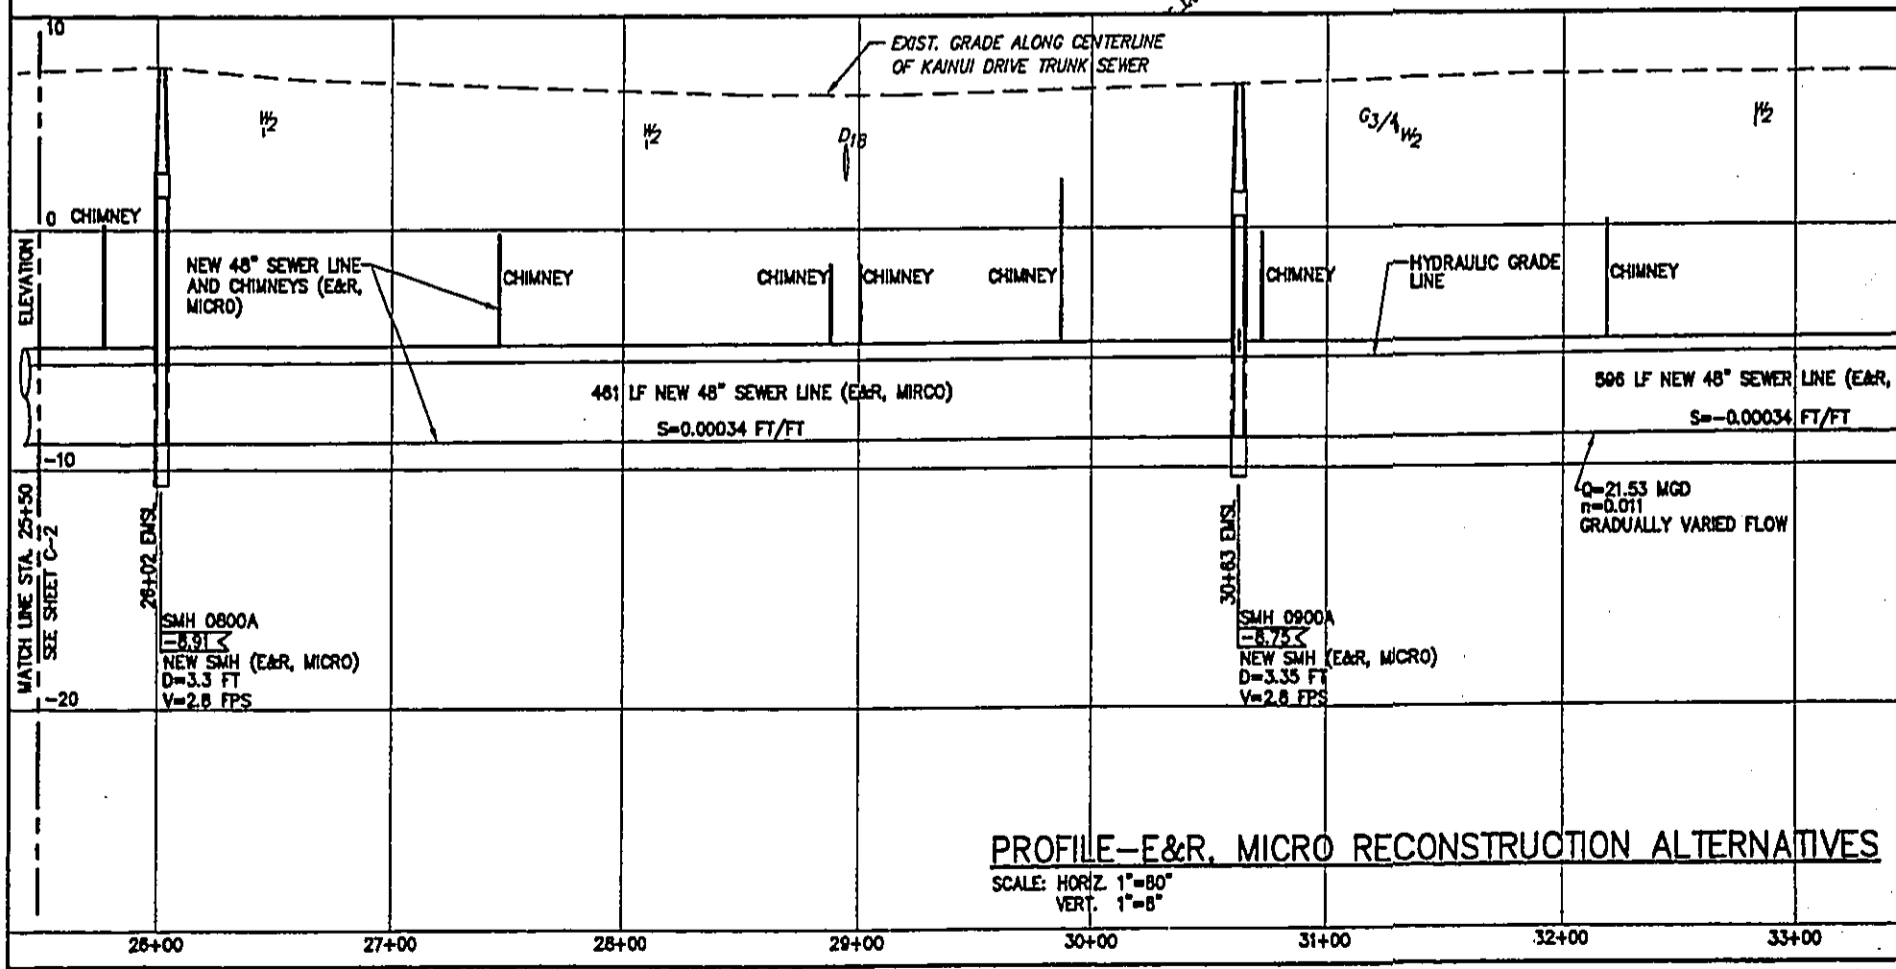 10
EXIST. GRADE ALONG CENTERLINE
OF KAINUI DRIVE TRUNK SEWER
W2
W2
D18
G3/4
W2
W2
0
CHIMNEY
ELEVATION
NEW 48" SEWER LINE
AND CHIMNEYS (E&R,
MICRO)
CHIMNEY
CHIMNEY
CHIMNEY
CHIMNEY
CHIMNEY
HYDRAULIC GRADE
LINE
CHIMNEY
461 LF NEW 48" SEWER LINE (E&R, MIRCO)
S=0.00034 FT/FT
596 LF NEW 48" SEWER LINE (E&R,
S=-0.00034 FT/FT
-10
Q=21.53 MGD
n=0.011
GRADUALLY VARIED FLOW
MATCH LINE STA. 25+50
SEE SHEET C-2
26+02 EMSL
SMH 0800A
-8.91
NEW SMH (E&R, MICRO)
D=3.3 FT
V=2.8 FPS
30+63 EMSL
SMH 0900A
-8.75
NEW SMH (E&R, MICRO)
D=3.35 FT
V=2.8 FPS
-20
PROFILE-E&R, MICRO RECONSTRUCTION ALTERNATIVES
SCALE: HORIZ. 1"=80"
VERT. 1"=8"
26+00
27+00
28+00
29+00
30+00
31+00
32+00
33+00